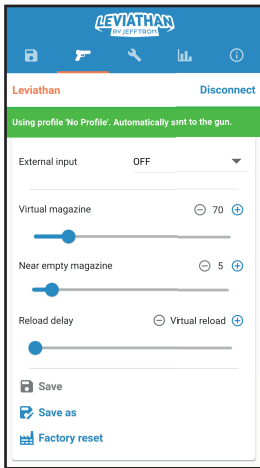 LEVIATHAN
BY JEFFTRON
Leviathan Disconnect
Using profile 'No Profile'. Automatically sent to the gun.
External input OFF
Virtual magazine 70
Near empty magazine 5
Reload delay Virtual reload
Save
Save as
Factory reset